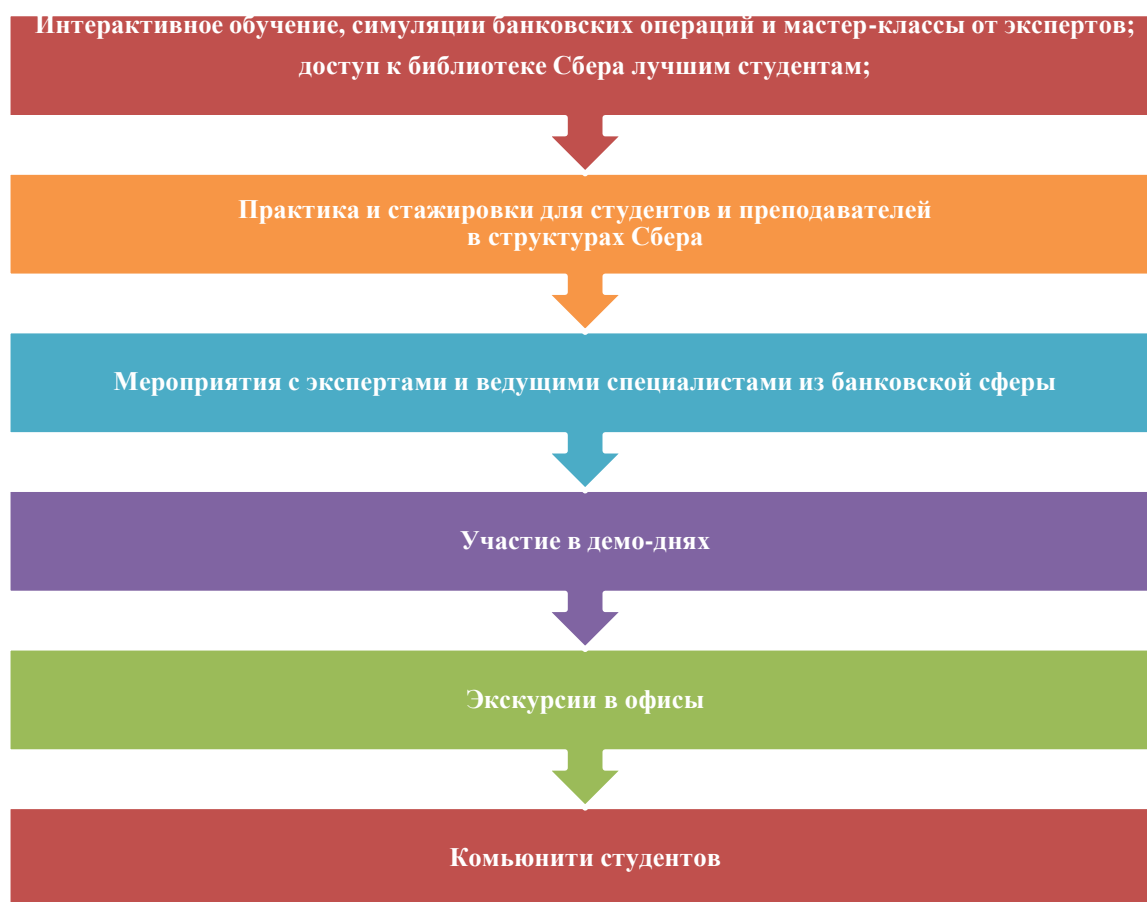 Интерактивное обучение, симуляции банковских операций и мастер-классы от экспертов;
доступ к библиотеке Сбера лучшим студентам;
Практика и стажировки для студентов и преподавателей
в структурах Сбера
Мероприятия с экспертами и ведущими специалистами из банковской сферы
Участие в демо-днях
Экскурсии в офисы
Комьюнити студентов